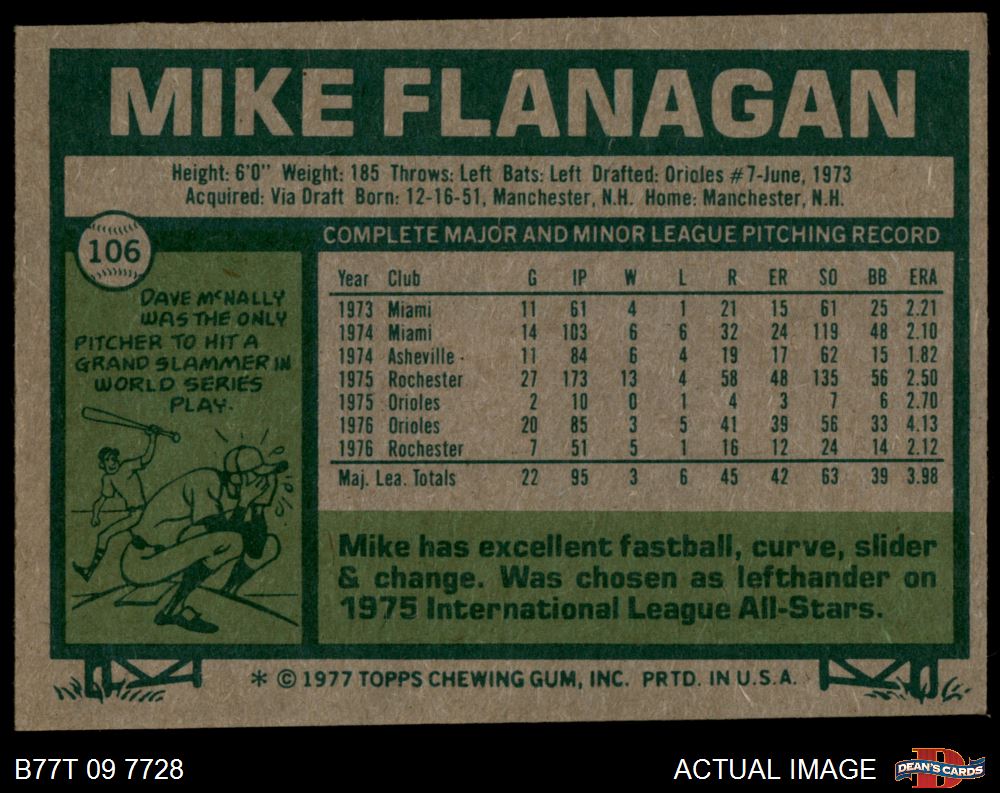 MIKE FLANAGAN
Height: 6'0" Weight: 185 Throws: Left Bats: Left Drafted: Orioles #7-June, 1973
Acquired: Via Draft Born: 12-16-51, Manchester, N.H. Home: Manchester, N.H.
106
DAVE McNALLY
WAS THE ONLY
PITCHER TO HIT A
GRAND SLAMMER IN
WORLD SERIES
PLAY.
COMPLETE MAJOR AND MINOR LEAGUE PITCHING RECORD
Year Club G IP W L R ER SO BB ERA
1973 Miami 11 61 4 1 21 15 61 25 2.21
1974 Miami 14 103 6 6 32 24 119 48 2.10
1974 Asheville 11 84 6 4 19 17 62 15 1.82
1975 Rochester 27 173 13 4 58 48 135 56 2.50
1975 Orioles 2 10 0 1 4 3 7 6 2.70
1976 Orioles 20 85 3 5 41 39 56 33 4.13
1976 Rochester 7 51 5 1 16 12 24 14 2.12
Maj. Lea. Totals 22 95 3 6 45 42 63 39 3.98
Mike has excellent fastball, curve, slider
& change. Was chosen as lefthander on
1975 International League All-Stars.
* © 1977 TOPPS CHEWING GUM, INC. PRTD. IN U.S.A.
B77T 09 7728
ACTUAL IMAGE
DEAN'S CARDS